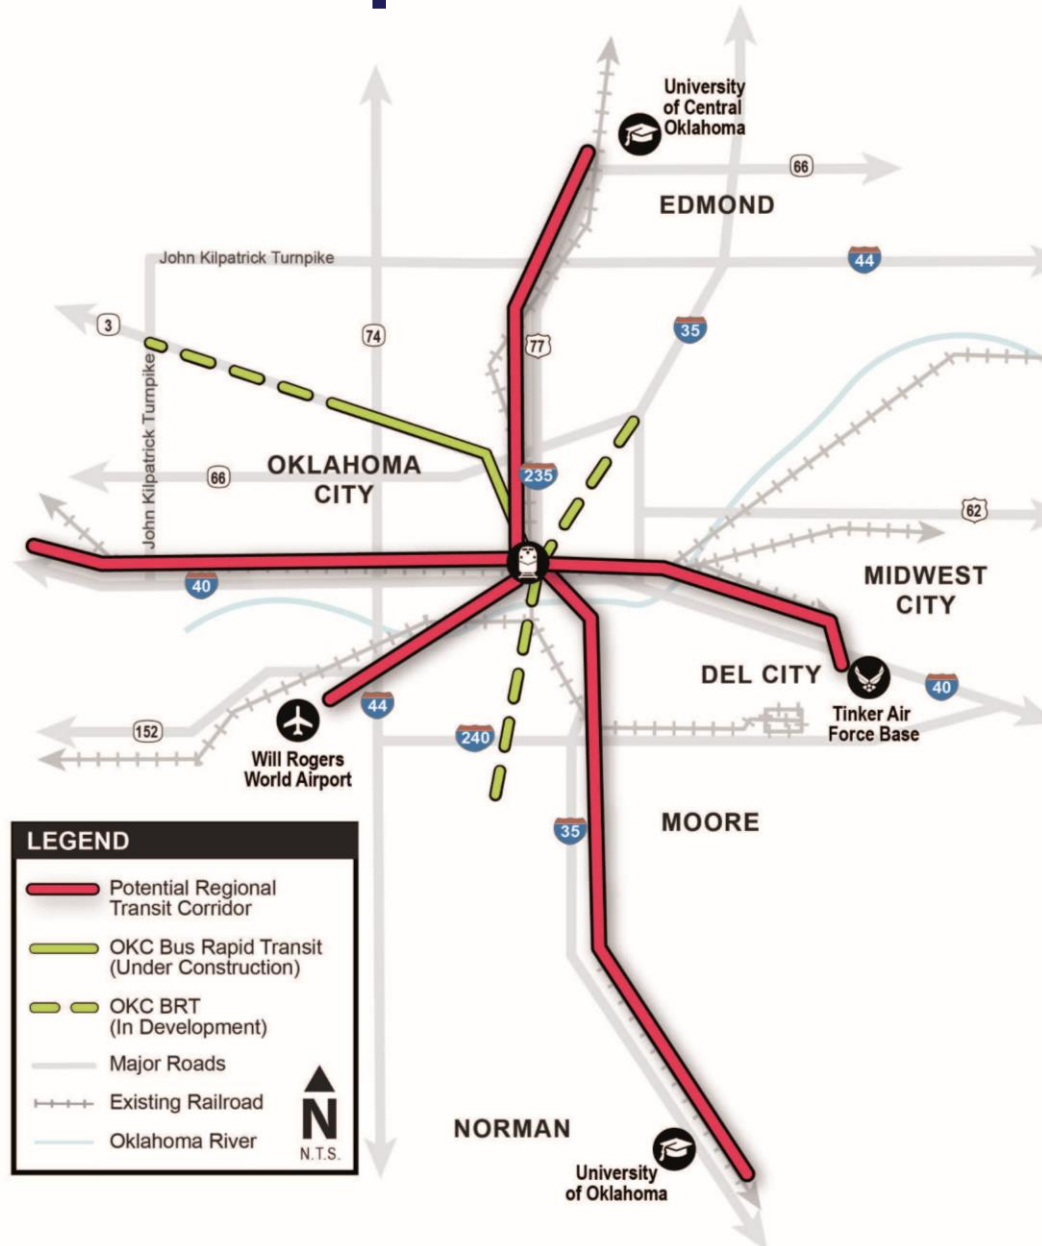 University
of Central
Oklahoma
66
EDMOND
John Kilpatrick Turnpike
44
3
74
77
35
John Kilpatrick Turnpike
OKLAHOMA
CITY
66
235
62
40
MIDWEST
CITY
DEL CITY
40
44
152
240
Tinker Air
Force Base
Will Rogers
World Airport
MOORE
35
LEGEND
Potential Regional
Transit Corridor
OKC Bus Rapid Transit
(Under Construction)
OKC BRT
(In Development)
Major Roads
Existing Railroad
Oklahoma River
N
N.T.S.
NORMAN
University
of Oklahoma